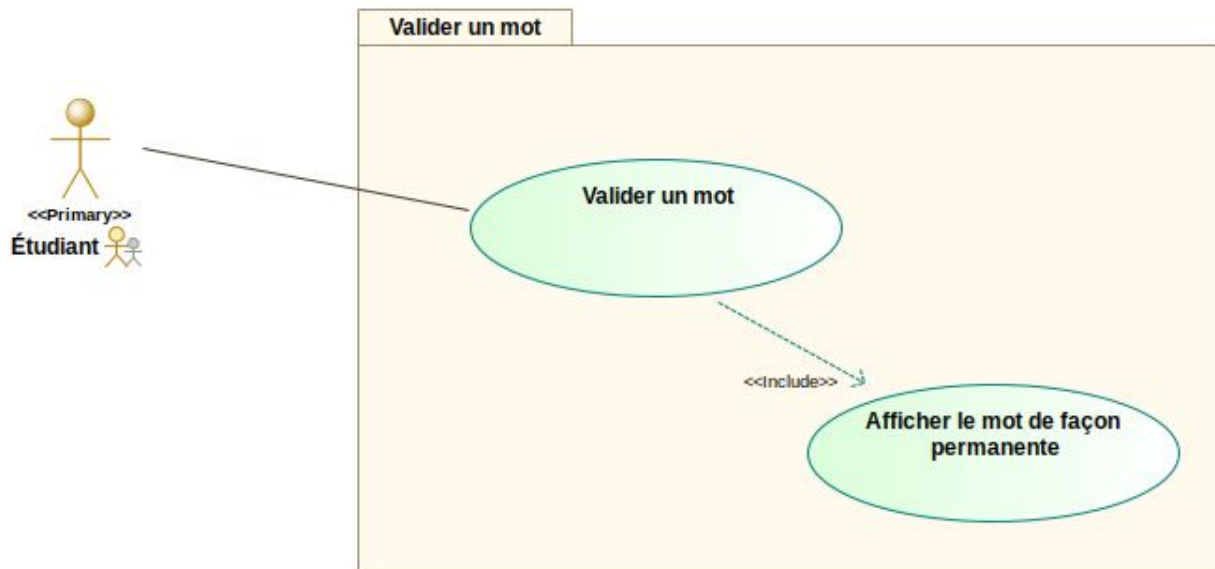 Valider un mot
<<Primary>>
Étudiant
Valider un mot
<<Include>>
Afficher le mot de façon
permanente